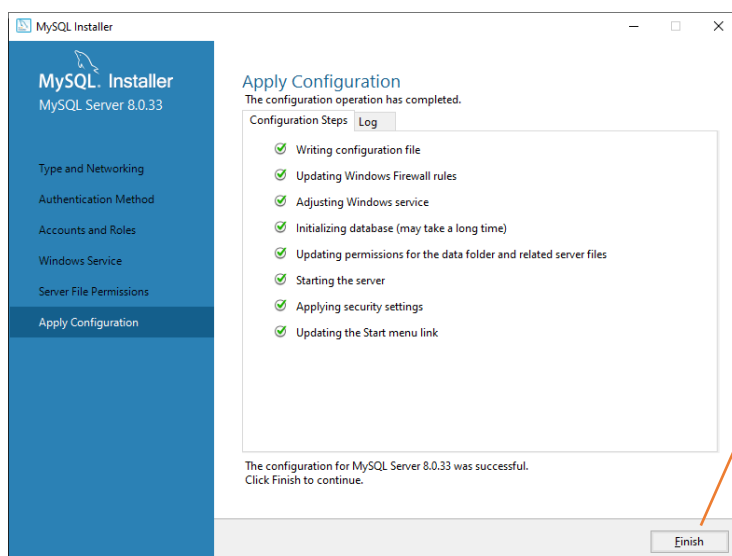 MySQL Installer
MySQL. Installer
MySQL Server 8.0.33
Type and Networking
Authentication Method
Accounts and Roles
Windows Service
Server File Permissions
Apply Configuration
Apply Configuration
The configuration operation has completed.
Configuration Steps Log
Writing configuration file
Updating Windows Firewall rules
Adjusting Windows service
Initializing database (may take a long time)
Updating permissions for the data folder and related server files
Starting the server
Applying security settings
Updating the Start menu link
The configuration for MySQL Server 8.0.33 was successful.
Click Finish to continue.
Finish